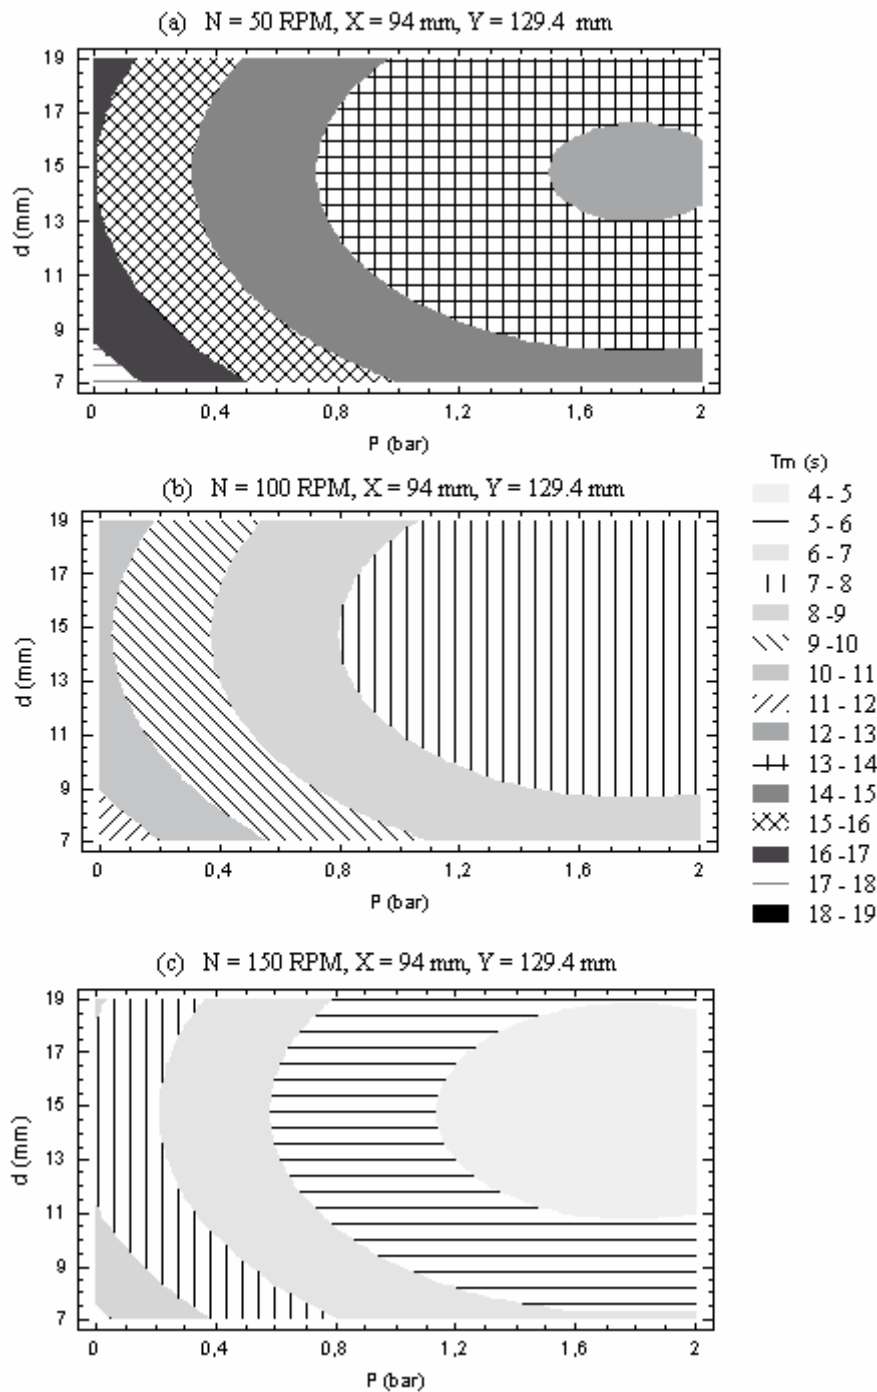 (a) N = 50 RPM, X = 94 mm, Y = 129.4 mm
19
17
15
13
11
9
7
d (mm)
0 0,4 0,8 1,2 1,6 2
P (bar)
(b) N = 100 RPM, X = 94 mm, Y = 129.4 mm
19
17
15
13
11
9
7
d (mm)
0 0,4 0,8 1,2 1,6 2
P (bar)
Tm (s)
4 - 5
5 - 6
6 - 7
7 - 8
8 -9
9 -10
10 - 11
11 - 12
12 - 13
13 - 14
14 - 15
15 -16
16 -17
17 - 18
18 - 19
(c) N = 150 RPM, X = 94 mm, Y = 129.4 mm
19
17
15
13
11
9
7
d (mm)
0 0,4 0,8 1,2 1,6 2
P (bar)